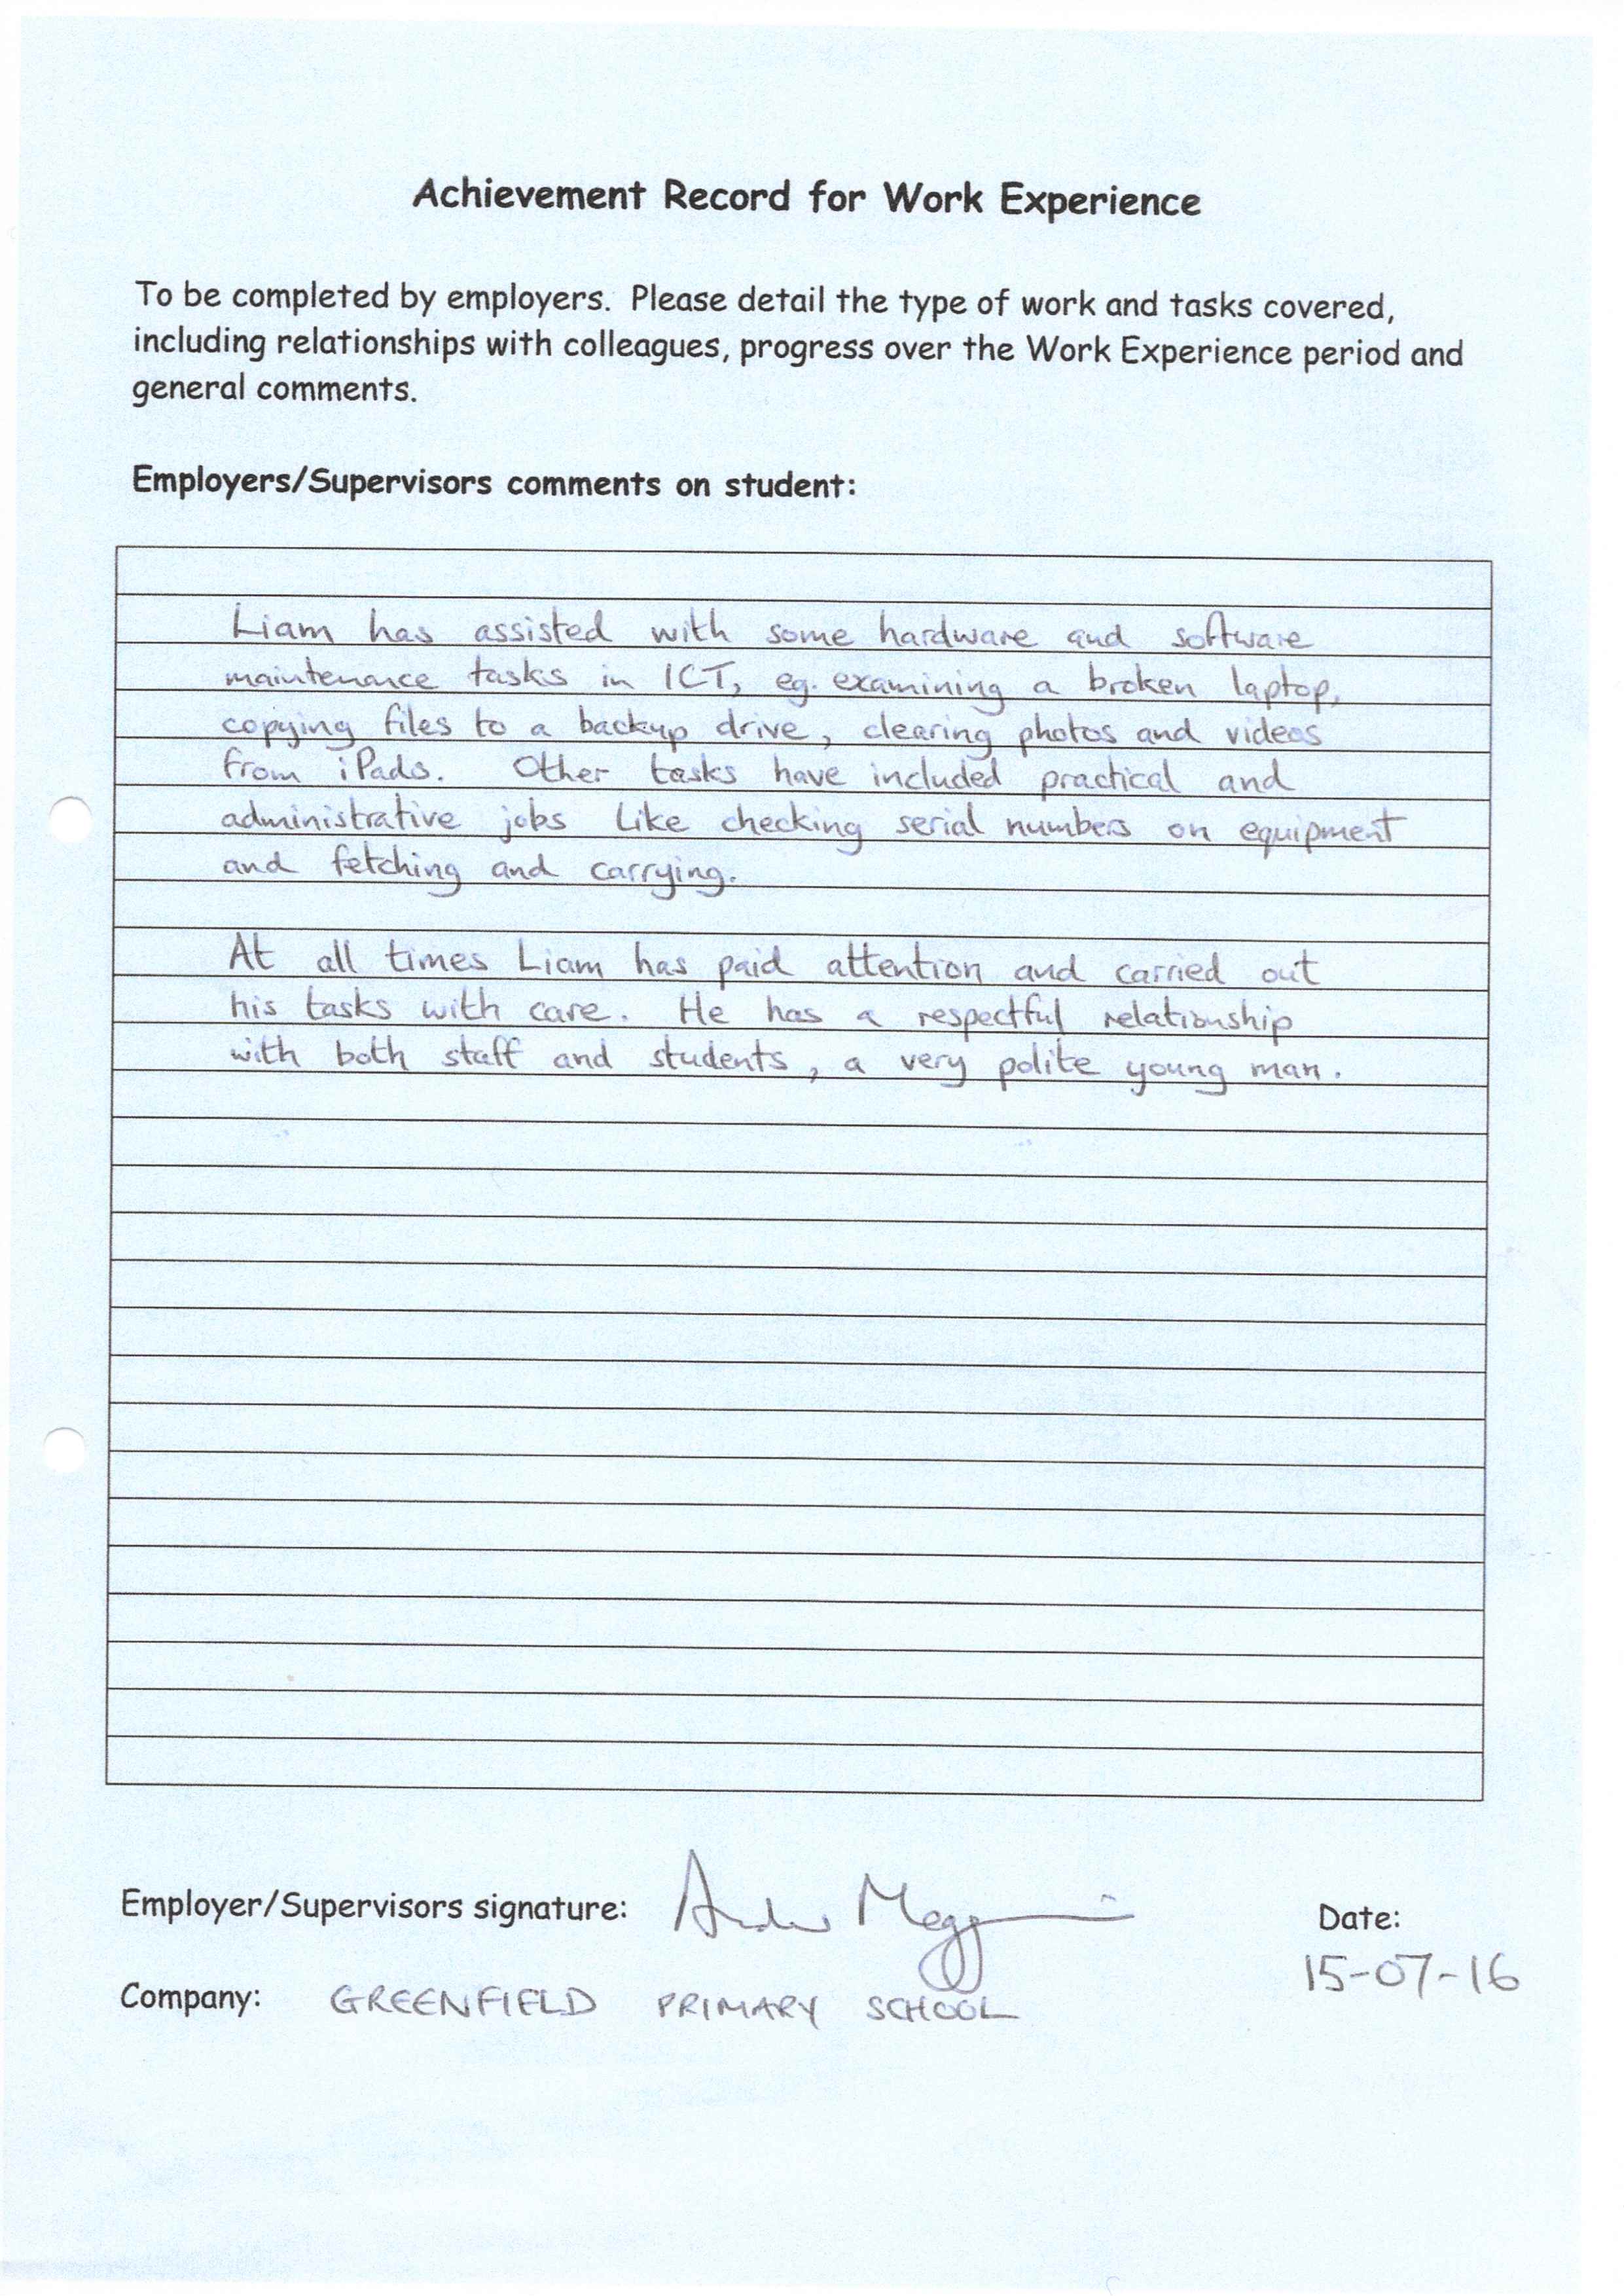 Achievement Record for Work Experience
To be completed by employers. Please detail the type of work and tasks covered,
including relationships with colleagues, progress over the Work Experience period and
general comments.
Employers/Supervisors comments on student:
Liam has assisted with some hardware and software
maintenance tasks in ICT, eg. examining a broken laptop,
copying files to a backup drive, clearing photos and videos
from iPads. Other tasks have included practical and
administrative jobs like checking serial numbers on equipment
and fetching and carrying.
At all times Liam has paid attention and carried out
his tasks with care. He has a respectful relationship
with both staff and students, a very polite young man.
Employer/Supervisors signature:
Date:
15-07-16
Company: GREENFIELD PRIMARY SCHOOL